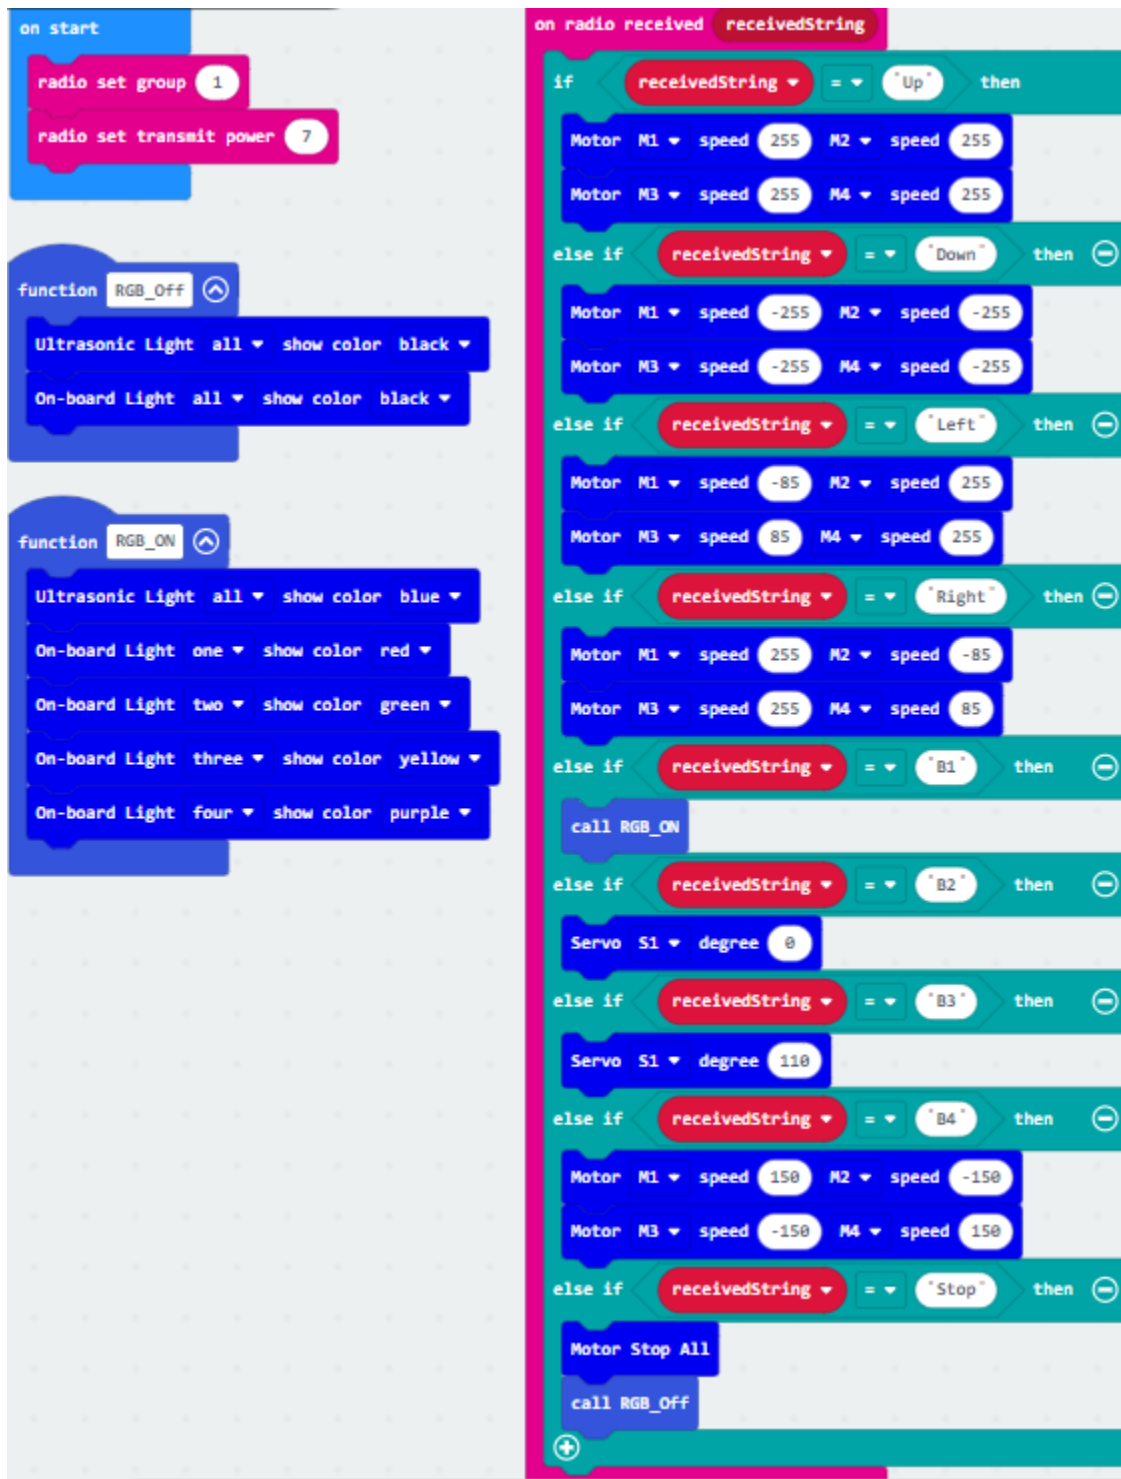 on start
radio set group 1
radio set transmit power 7
function RGB_Off
Ultrasonic Light all show color black
On-board Light all show color black
function RGB_ON
Ultrasonic Light all show color blue
On-board Light one show color red
On-board Light two show color green
On-board Light three show color yellow
On-board Light four show color purple
on radio received receivedString
if receivedString = "Up" then
Motor M1 speed 255 M2 speed 255
Motor M3 speed 255 M4 speed 255
else if receivedString = "Down" then
Motor M1 speed -255 M2 speed -255
Motor M3 speed -255 M4 speed -255
else if receivedString = "Left" then
Motor M1 speed -85 M2 speed 255
Motor M3 speed 85 M4 speed 255
else if receivedString = "Right" then
Motor M1 speed 255 M2 speed -85
Motor M3 speed 255 M4 speed 85
else if receivedString = "B1" then
call RGB_ON
else if receivedString = "B2" then
Servo S1 degree 0
else if receivedString = "B3" then
Servo S1 degree 110
else if receivedString = "B4" then
Motor M1 speed 150 M2 speed -150
Motor M3 speed -150 M4 speed 150
else if receivedString = "Stop" then
Motor Stop All
call RGB_Off